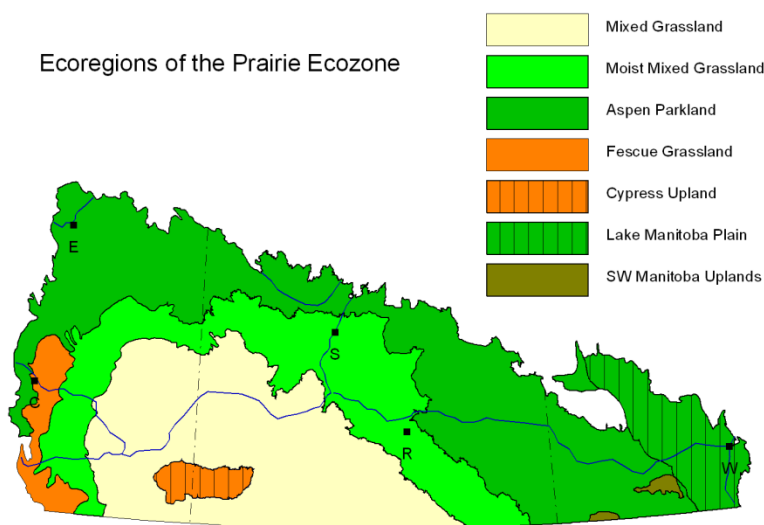 Ecoregions of the Prairie Ecozone
Mixed Grassland
Moist Mixed Grassland
Aspen Parkland
Fescue Grassland
Cypress Upland
Lake Manitoba Plain
SW Manitoba Uplands
E
S
C
R
W